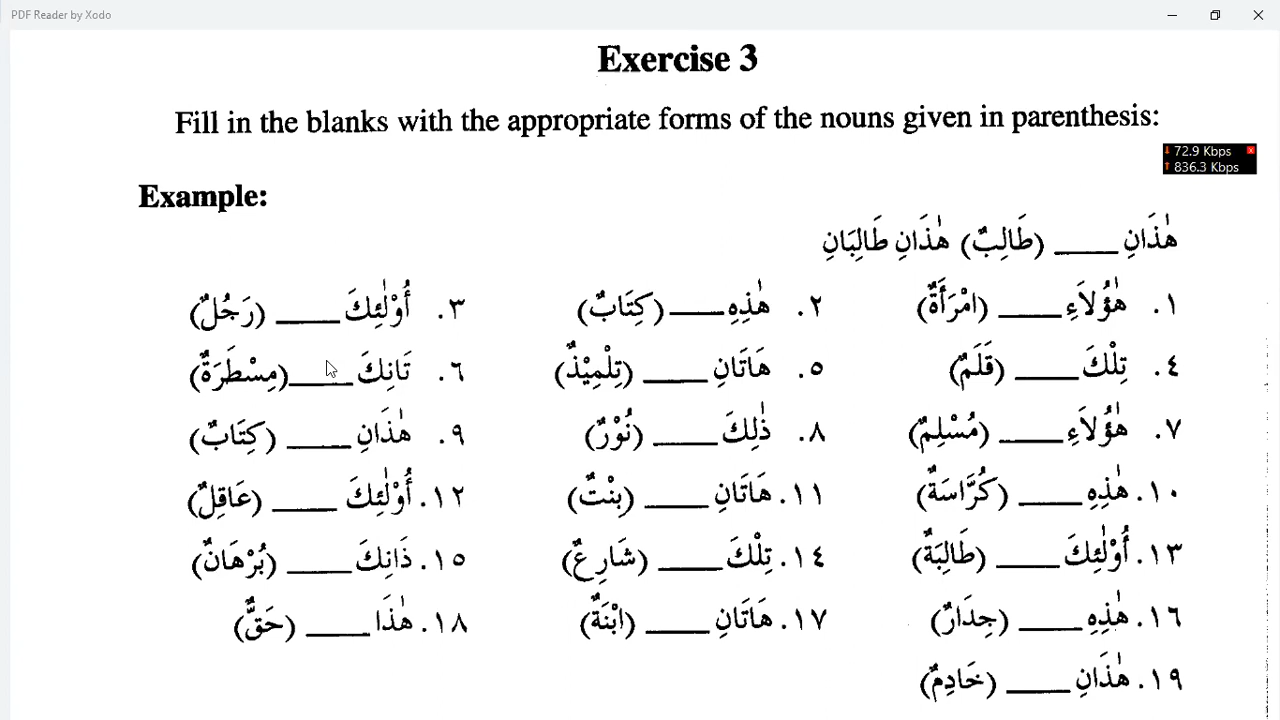 PDF Reader by Xodo
Exercise 3
Fill in the blanks with the appropriate forms of the nouns given in parenthesis:
↓ 72.9 Kbps
↑ 836.3 Kbps
Example:
هٰذَانِ ____ (طَالِبٌ) هٰذَانِ طَالِبَانِ
١. هٰؤُلاَءِ ____ (امْرَأَةٌ) ٢. هٰذِهِ ____ (كِتَابٌ) ٣. أُوْلٰئِكَ ____ (رَجُلٌ)
٤. تِلْكَ ____ (قَلَمٌ) ٥. هَاتَانِ ____ (تِلْمِيْذٌ) ٦. تَانِكَ ____ (مِسْطَرَةٌ)
٧. هٰؤُلاَءِ ____ (مُسْلِمٌ) ٨. ذٰلِكَ ____ (نُوْرٌ) ٩. هٰذَانِ ____ (كِتَابٌ)
١٠. هٰذِهِ ____ (كُرَّاسَةٌ) ١١. هَاتَانِ ____ (بِنْتٌ) ١٢. أُوْلٰئِكَ ____ (عَاقِلٌ)
١٣. أُوْلٰئِكَ ____ (طَالِبَةٌ) ١٤. تِلْكَ ____ (شَارِعٌ) ١٥. ذَانِكَ ____ (بُرْهَانٌ)
١٦. هٰذِهِ ____ (جِدَارٌ) ١٧. هَاتَانِ ____ (ابْنَةٌ) ١٨. هٰذَا ____ (حَقٌّ)
١٩. هٰذَانِ ____ (خَادِمٌ)